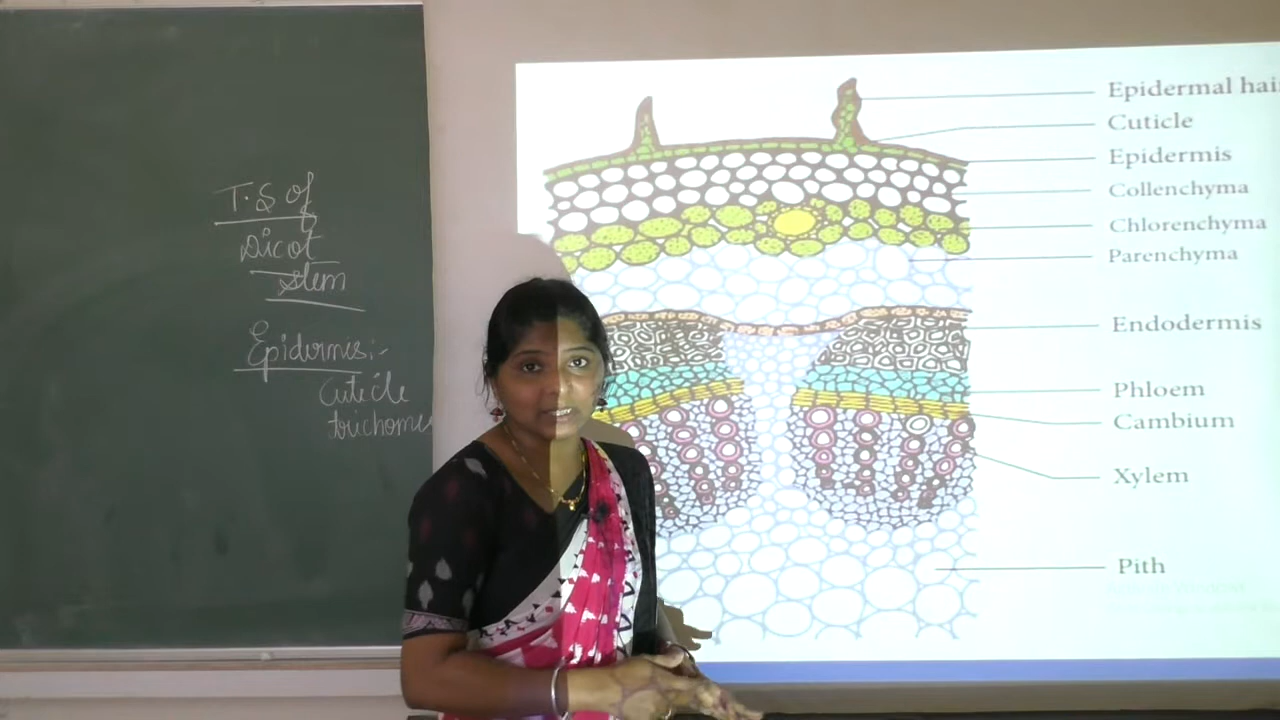 T.S of
Dicot
stem
Epidermis:-
Cuticle
trichomes
Epidermal hair
Cuticle
Epidermis
Collenchyma
Chlorenchyma
Parenchyma
Endodermis
Phloem
Cambium
Xylem
Pith